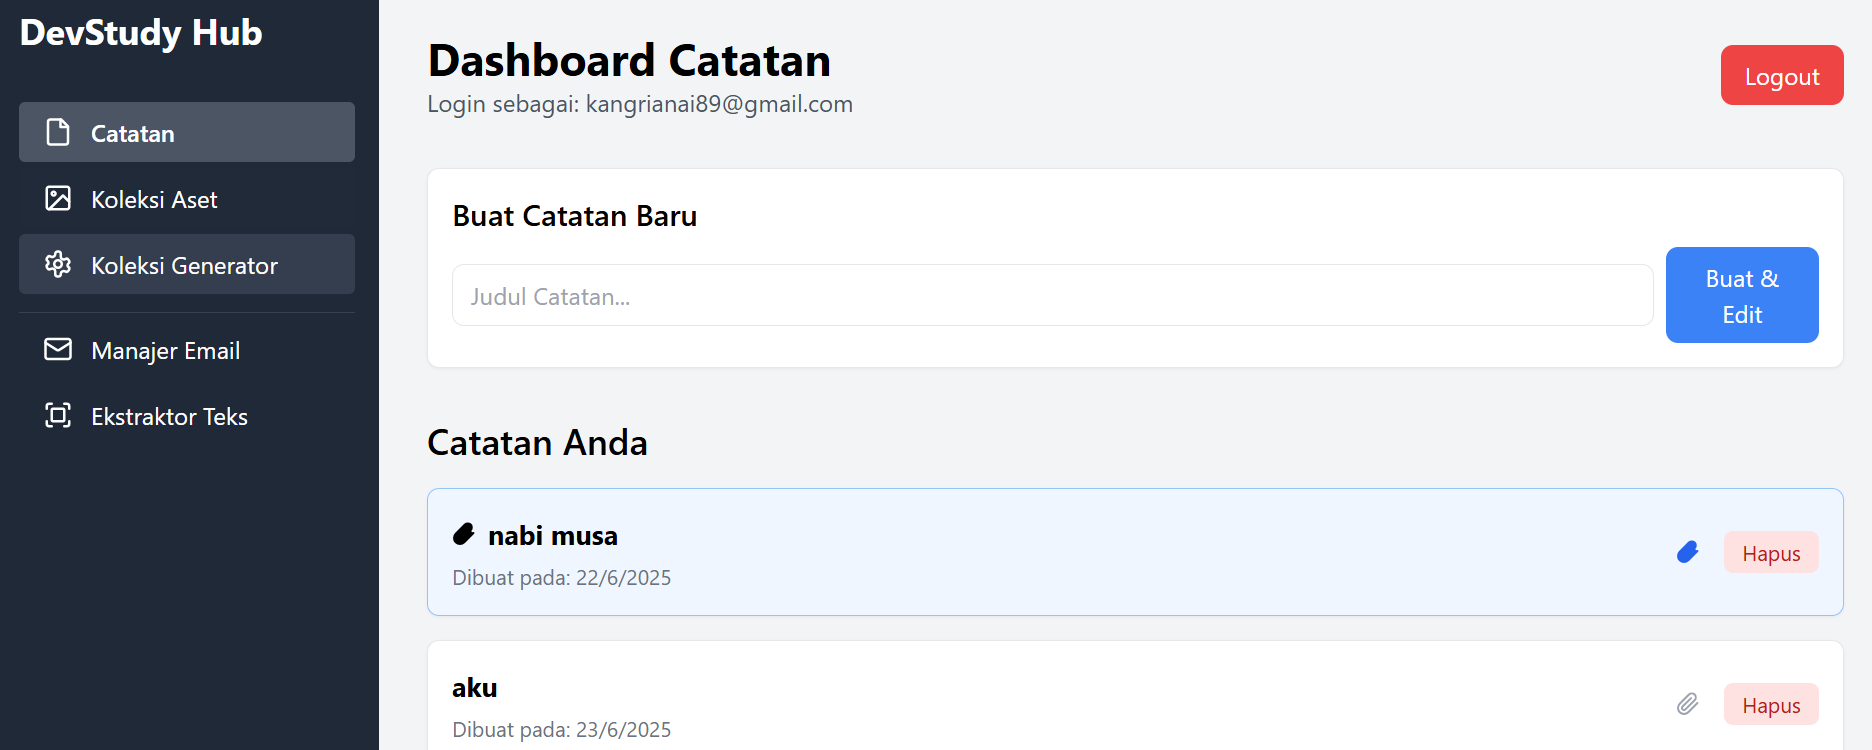 DevStudy Hub
Catatan
Koleksi Aset
Koleksi Generator
Manajer Email
Ekstraktor Teks
Dashboard Catatan
Login sebagai: kangrianai89@gmail.com
Logout
Buat Catatan Baru
Judul Catatan...
Buat &
Edit
Catatan Anda
nabi musa
Dibuat pada: 22/6/2025
Hapus
aku
Dibuat pada: 23/6/2025
Hapus